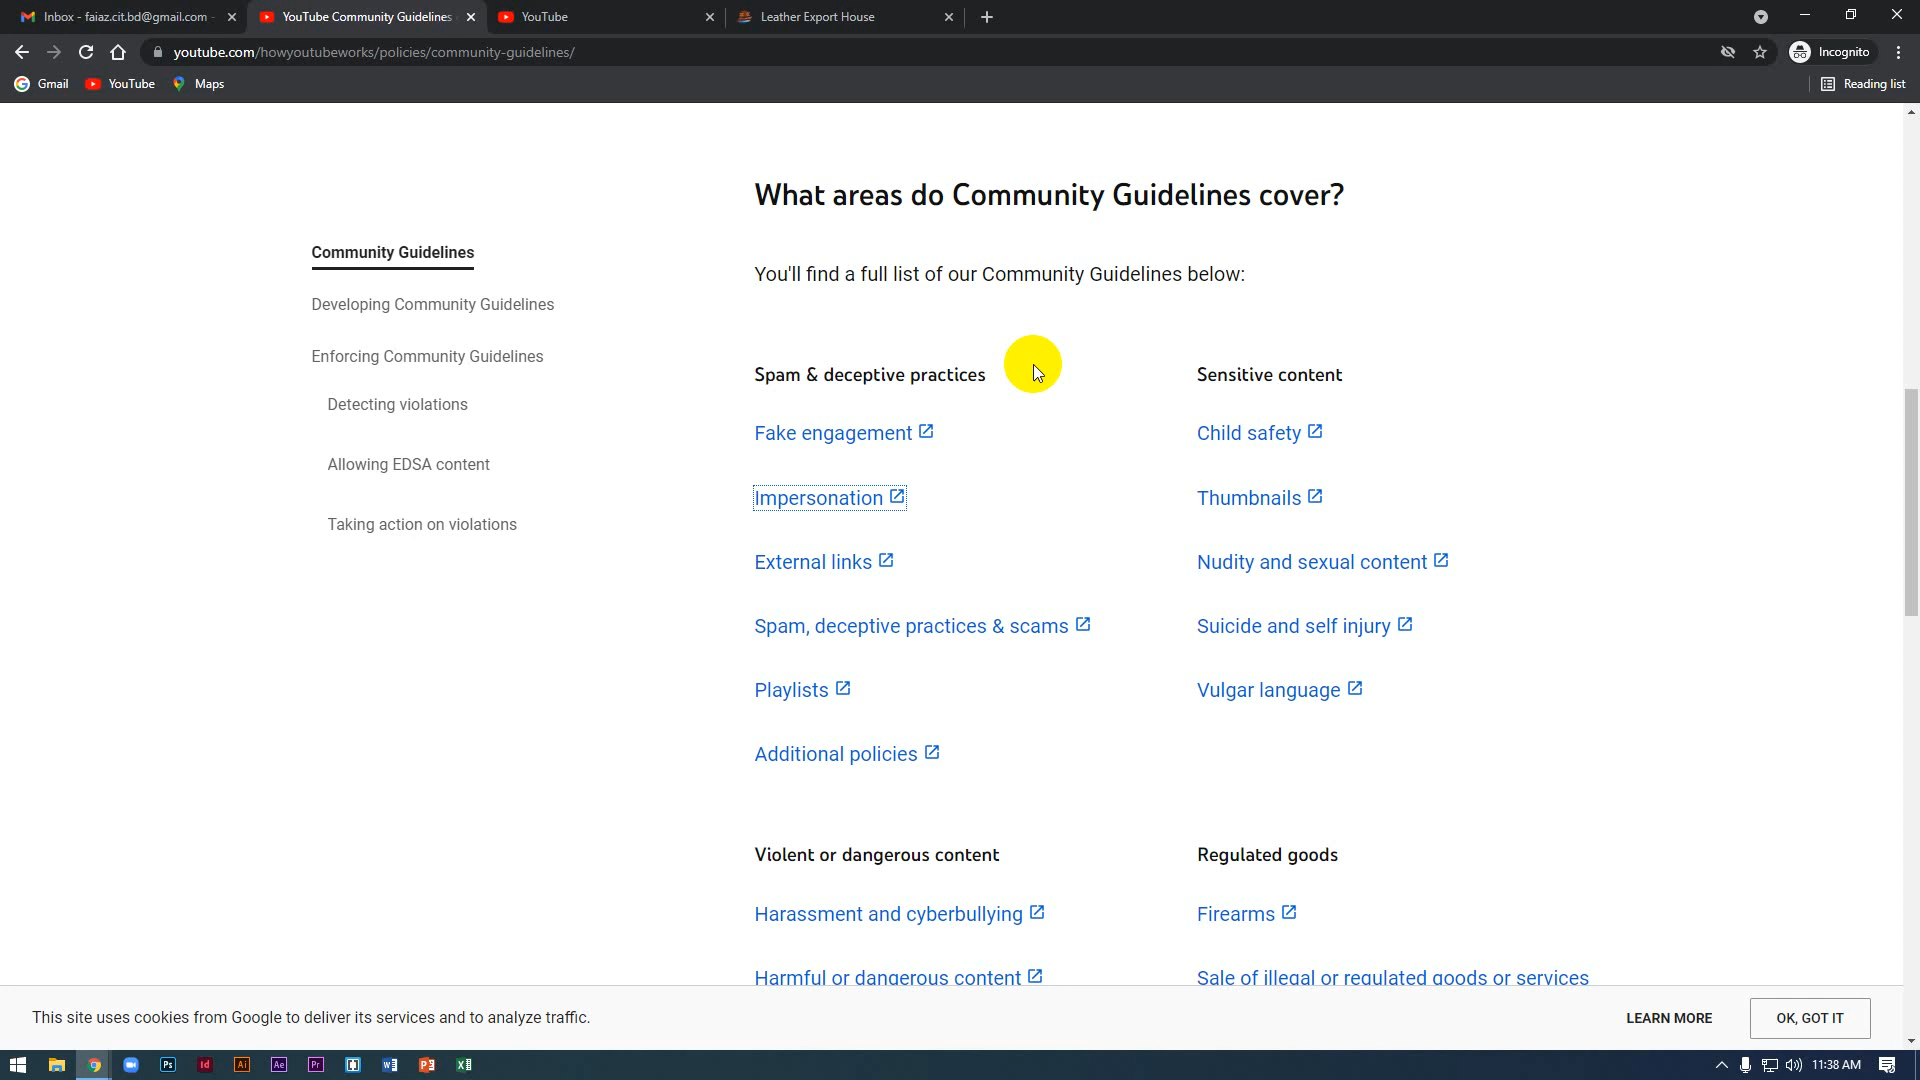 Inbox - faiaz.cit.bd@gmail.com -
YouTube Community Guidelines
YouTube
Leather Export House
youtube.com/howyoutubeworks/policies/community-guidelines/
Incognito
Gmail
YouTube
Maps
Reading list
What areas do Community Guidelines cover?
Community Guidelines
You'll find a full list of our Community Guidelines below:
Developing Community Guidelines
Enforcing Community Guidelines
Detecting violations
Allowing EDSA content
Taking action on violations
Spam & deceptive practices
Fake engagement
Impersonation
External links
Spam, deceptive practices & scams
Playlists
Additional policies
Sensitive content
Child safety
Thumbnails
Nudity and sexual content
Suicide and self injury
Vulgar language
Violent or dangerous content
Harassment and cyberbullying
Harmful or dangerous content
Regulated goods
Firearms
Sale of illegal or regulated goods or services
This site uses cookies from Google to deliver its services and to analyze traffic.
LEARN MORE
OK, GOT IT
Ps
Id
Ai
Ae
Pr
11:38 AM